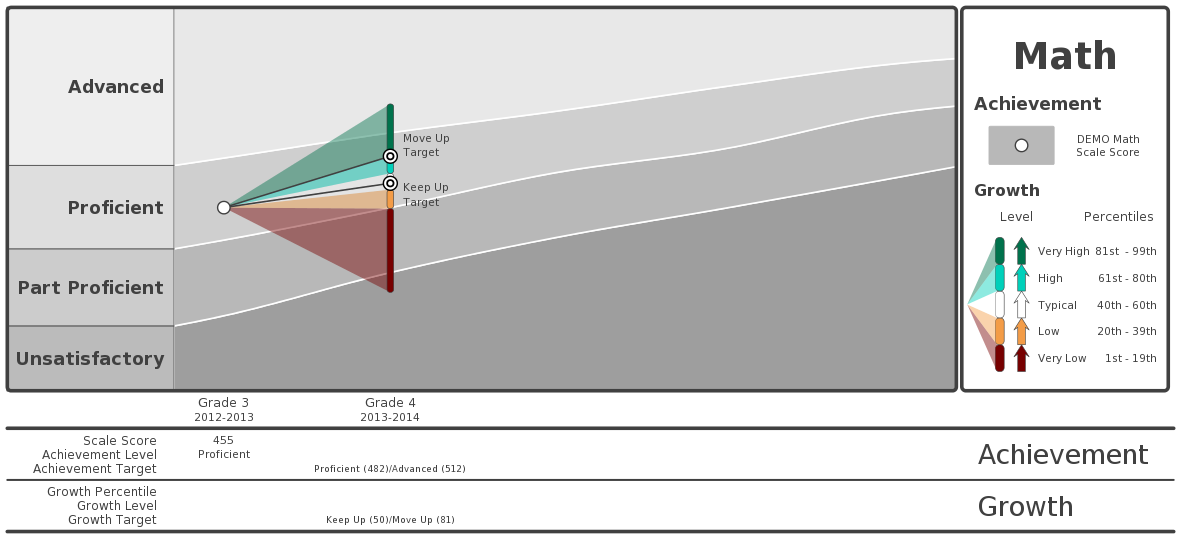 Advanced
Proficient
Part Proficient
Unsatisfactory
Move Up
Target
Keep Up
Target
Math
Achievement
DEMO Math
Scale Score
Growth
Level Percentiles
Very High 81st - 99th
High 61st - 80th
Typical 40th - 60th
Low 20th - 39th
Very Low 1st - 19th
Grade 3 Grade 4
2012-2013 2013-2014
Scale Score 455
Achievement Level Proficient
Achievement Target Proficient (482)/Advanced (512)
Achievement
Growth Percentile
Growth Level
Growth Target Keep Up (50)/Move Up (81)
Growth